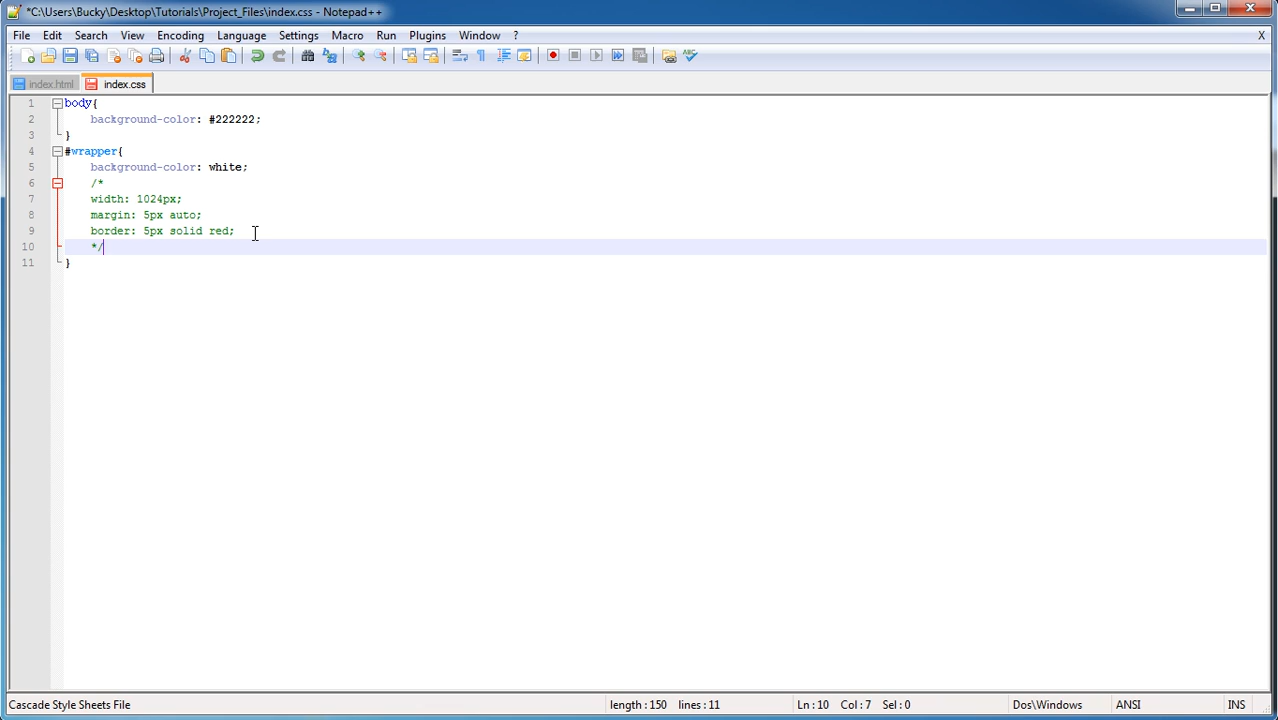 *C:\Users\Bucky\Desktop\Tutorials\Project_Files\index.css - Notepad++
File Edit Search View Encoding Language Settings Macro Run Plugins Window ? X
index.html index.css
1 body{
2 background-color: #222222;
3 }
4 #wrapper{
5 background-color: white;
6 /*
7 width: 1024px;
8 margin: 5px auto;
9 border: 5px solid red;
10 */
11 }
Cascade Style Sheets File length : 150 lines : 11 Ln : 10 Col : 7 Sel : 0 Dos\Windows ANSI INS